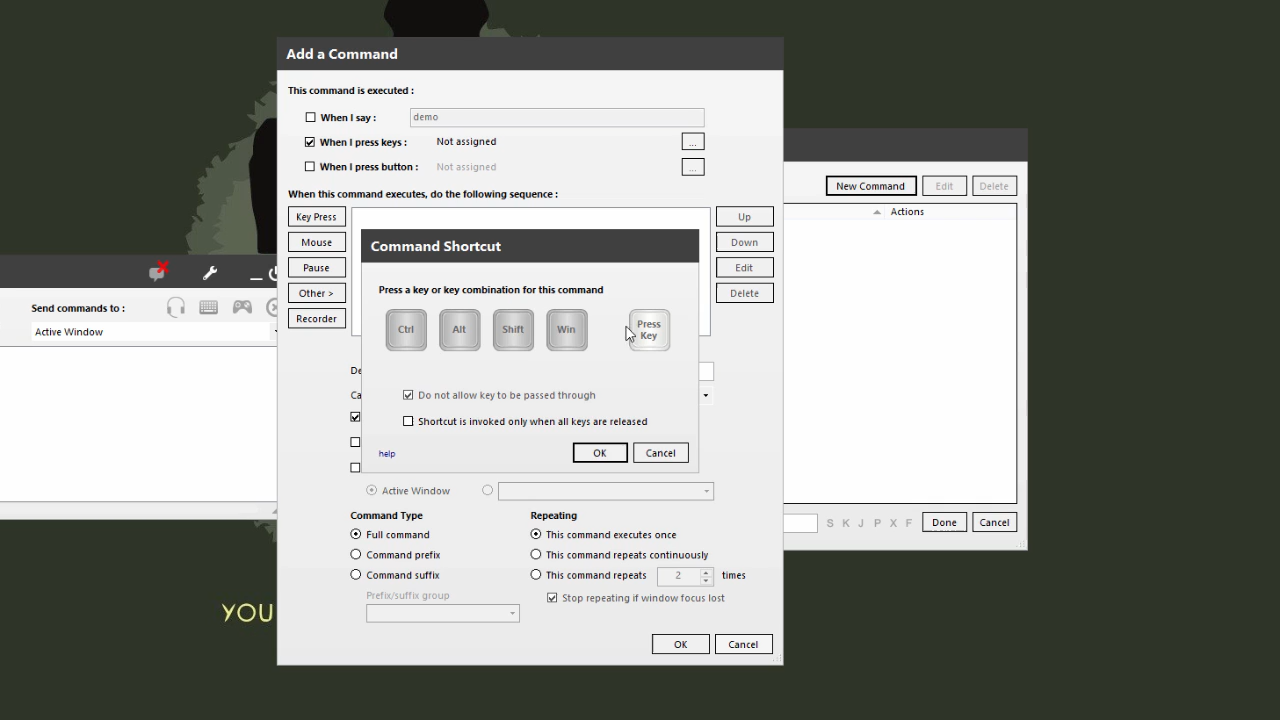 Add a Command
This command is executed :
When I say :
demo
When I press keys :
Not assigned
...
When I press button :
Not assigned
...
When this command executes, do the following sequence :
Key Press
Mouse
Pause
Other >
Recorder
Up
Down
Edit
Delete
Command Shortcut
Press a key or key combination for this command
Ctrl
Alt
Shift
Win
Press
Key
Do not allow key to be passed through
Shortcut is invoked only when all keys are released
help
OK
Cancel
De
Ca
Active Window
Command Type
Full command
Command prefix
Command suffix
Prefix/suffix group
Repeating
This command executes once
This command repeats continuously
This command repeats
2
times
Stop repeating if window focus lost
OK
Cancel
Send commands to :
Active Window
New Command
Edit
Delete
Actions
S K J P X F
Done
Cancel
YOU